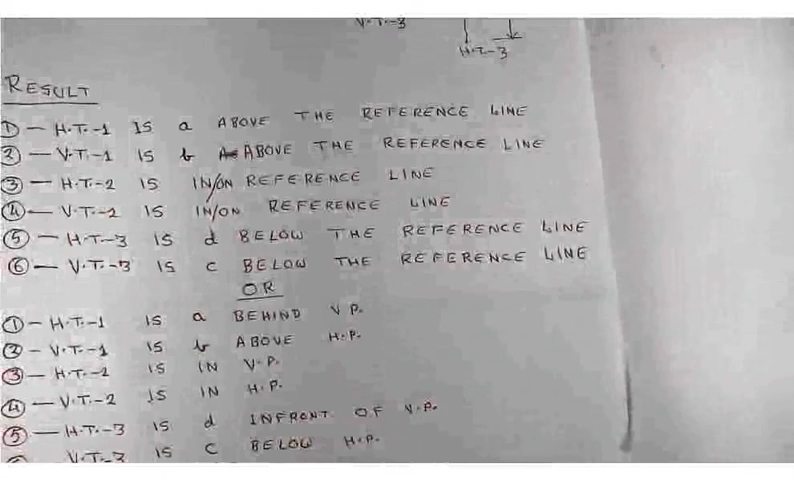 V.T.-3
H.T.-3
RESULT
① — H.T.-1 IS a ABOVE THE REFERENCE LINE
② — V.T.-1 IS b ABOVE THE REFERENCE LINE
③ — H.T.-2 IS IN/ON REFERENCE LINE
④ — V.T.-2 IS IN/ON REFERENCE LINE
⑤ — H.T.-3 IS d BELOW THE REFERENCE LINE
⑥ — V.T.-3 IS c BELOW THE REFERENCE LINE
OR
① — H.T.-1 IS a BEHIND V.P.
② — V.T.-1 IS b ABOVE H.P.
③ — H.T.-2 IS IN V.P.
④ — V.T.-2 IS IN H.P.
⑤ — H.T.-3 IS d INFRONT OF V.P.
⑥ — V.T.-3 IS C BELOW H.P.